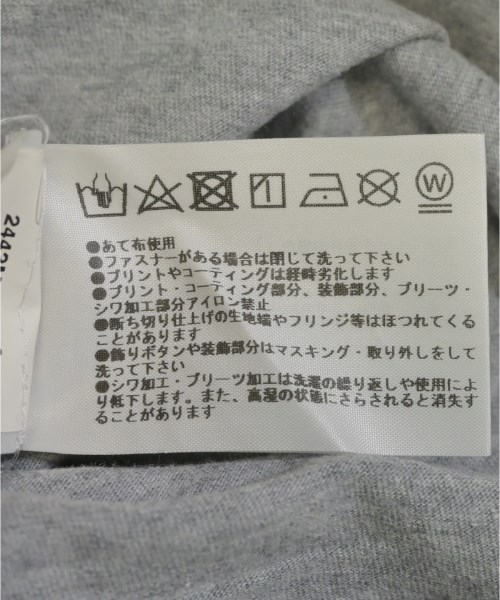 W
●あて布使用
●ファスナーがある場合は閉じて洗って下さい
●プリントやコーティングは経時劣化します
●プリント・コーティング部分、装飾部分、プリーツ・
シワ加工部分アイロン禁止
●断ち切り仕上げの生地端やフリンジ等はほつれてくる
ことがあります
●飾りボタンや装飾部分はマスキング・取り外しをして
洗って下さい
●シワ加工・プリーツ加工は洗濯の繰り返しや使用によ
り低下します。また、高湿の状態にさらされると消失す
ることがあります